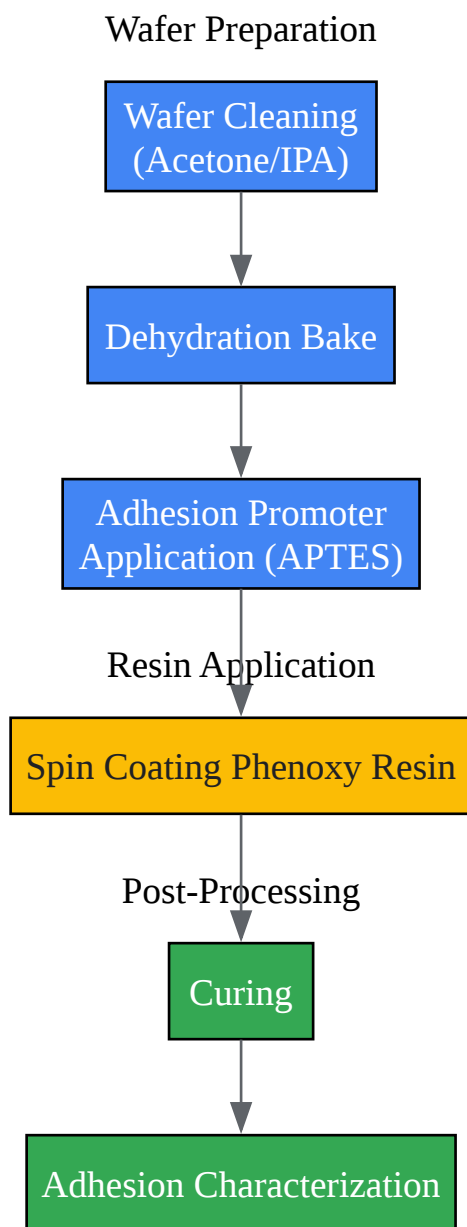 Wafer Preparation
Wafer Cleaning
(Acetone/IPA)
Dehydration Bake
Adhesion Promoter
Application (APTES)
Resin Application
Spin Coating Phenoxy Resin
Post-Processing
Curing
Adhesion Characterization